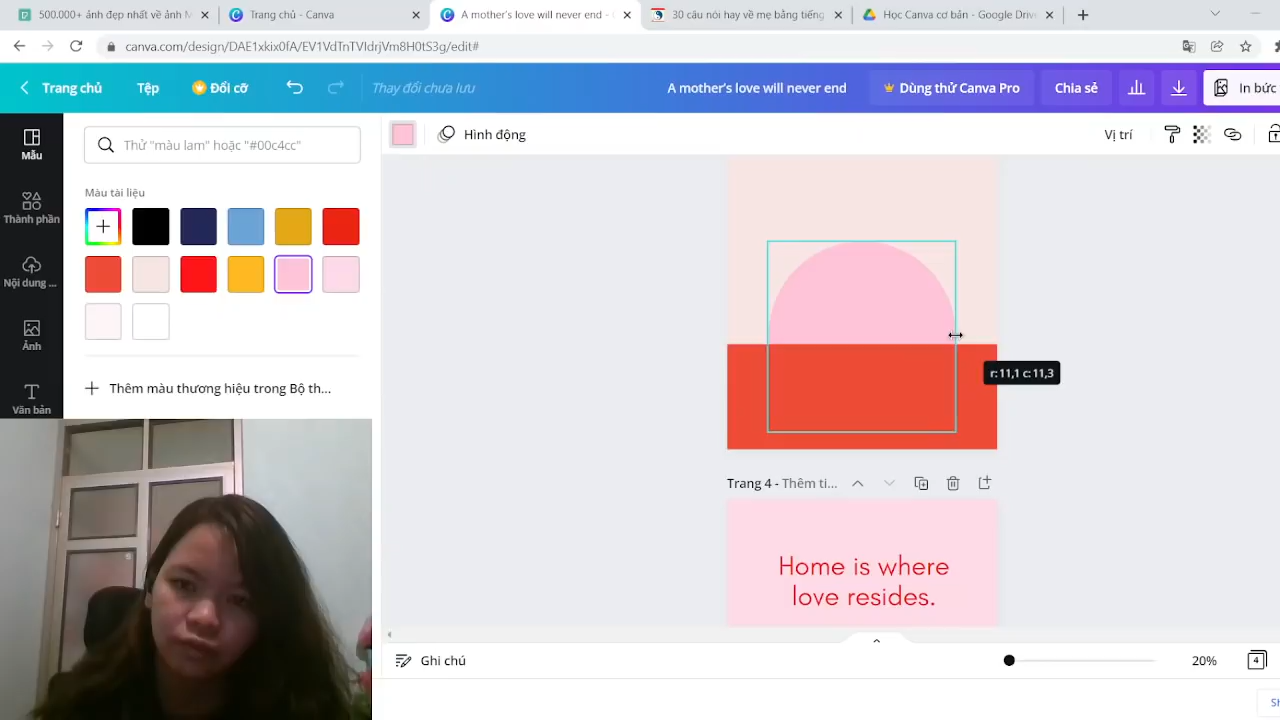 500.000+ ảnh đẹp nhất về ảnh M
Trang chủ - Canva
A mother's love will never end -
30 câu nói hay về mẹ bằng tiếng
Học Canva cơ bản - Google Driv
canva.com/design/DAE1xkix0fA/EV1VdTnTVIdrjVm8H0tS3g/edit#
Trang chủ
Tệp
Đổi cỡ
Thay đổi chưa lưu
A mother's love will never end
Dùng thử Canva Pro
Chia sẻ
In bức
Mẫu
Thành phần
Nội dung ...
Ảnh
Văn bản
Thử "màu lam" hoặc "#00c4cc"
Màu tài liệu
Thêm màu thương hiệu trong Bộ th...
Hình động
Vị trí
r:11,1 c:11,3
Trang 4 - Thêm ti...
Home is where
love resides.
Ghi chú
20%
4